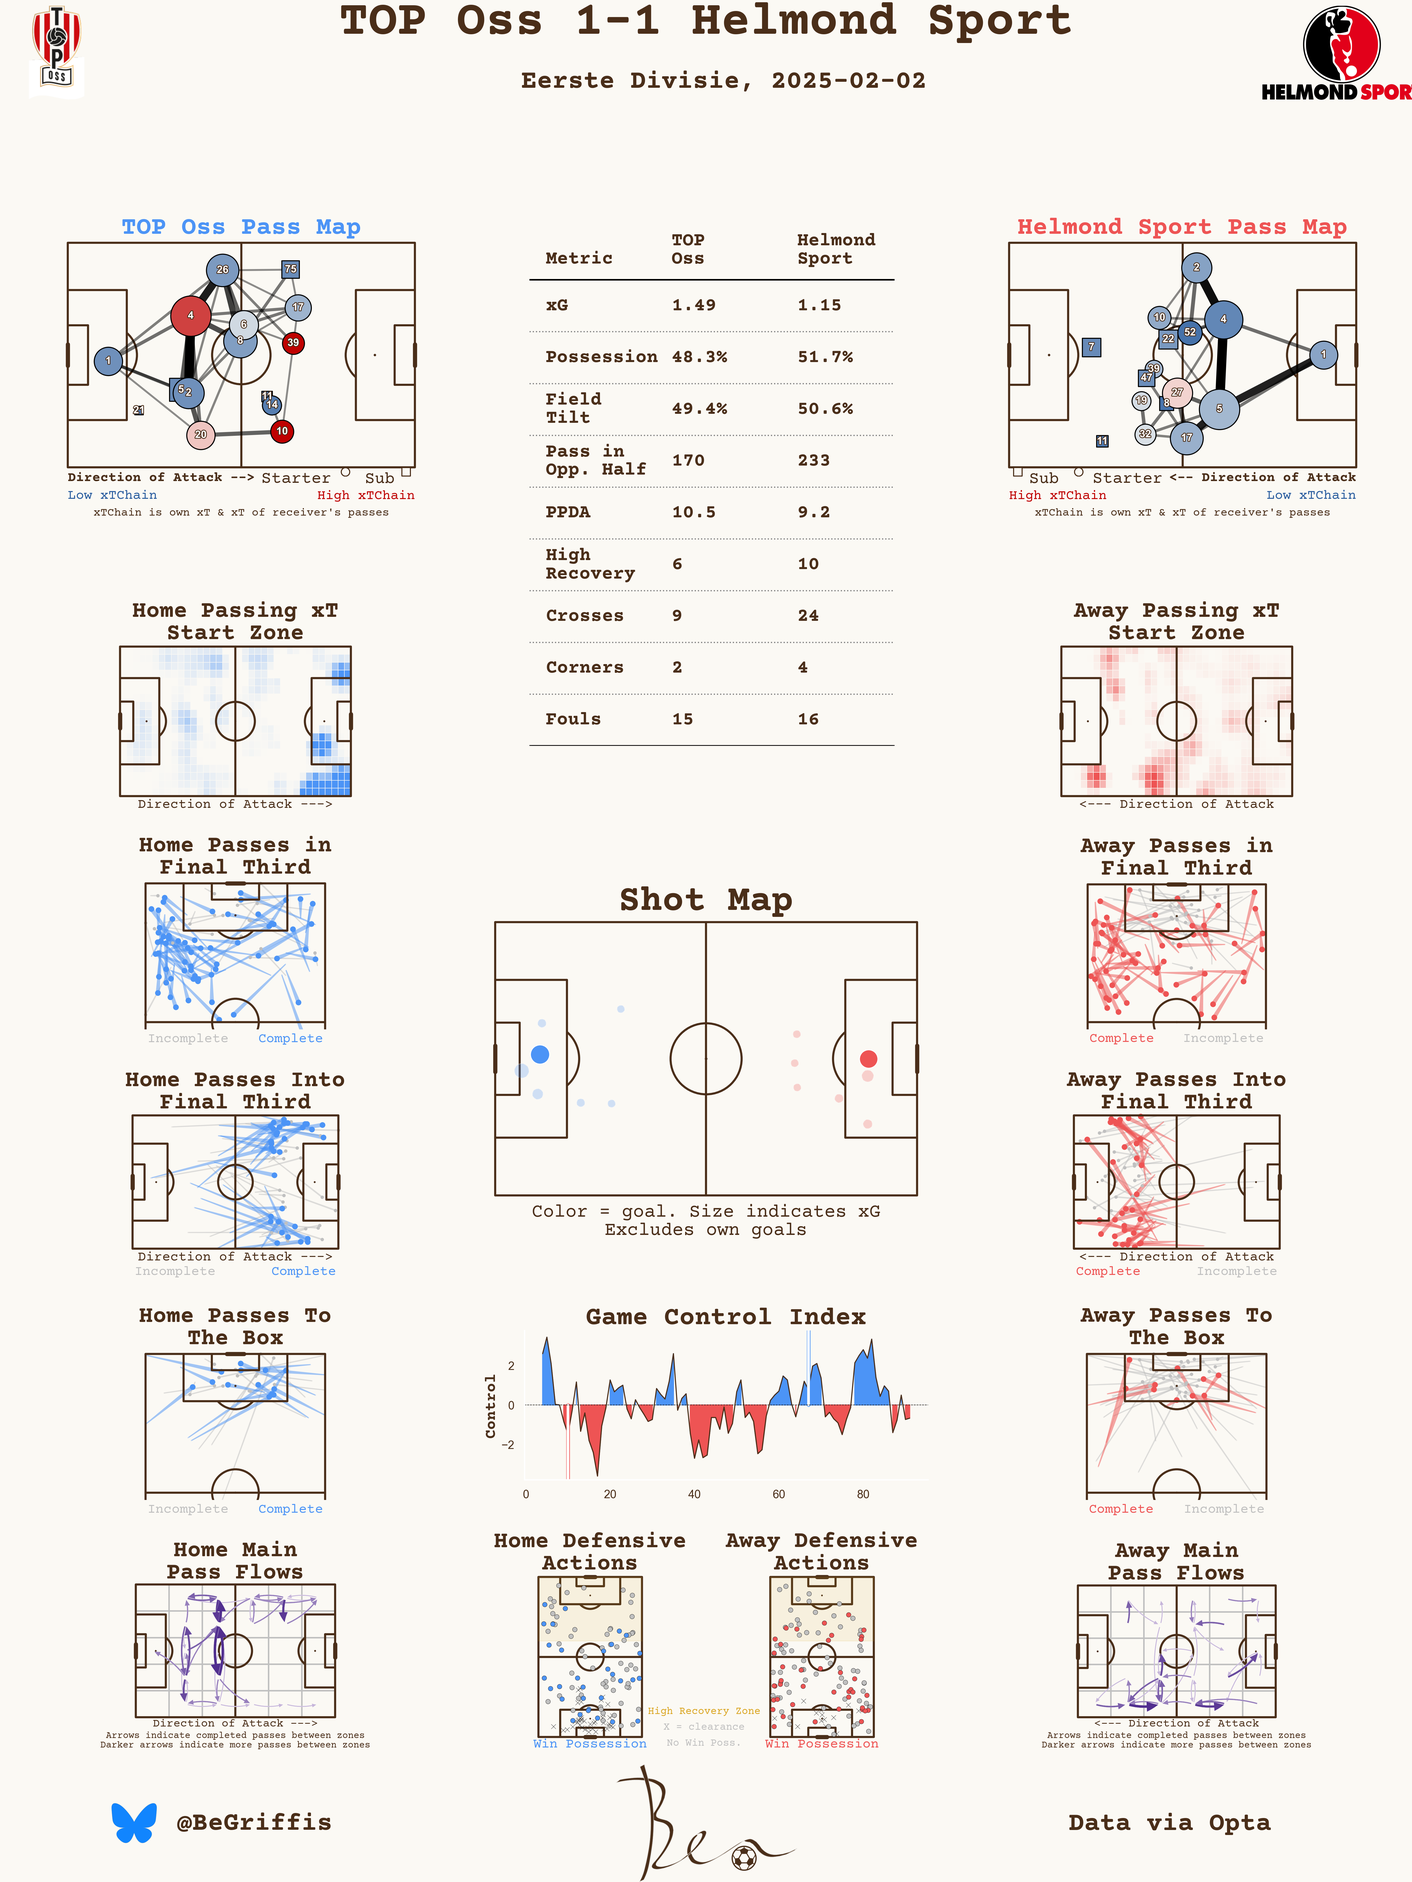 TOP Oss 1-1 Helmond Sport
Eerste Divisie, 2025-02-02
TOP
OSS
HELMOND SPOR
TOP Oss Pass Map
26
75
4
17
6
8
39
1
5
2
11
14
21
20
10
Direction of Attack --> Starter Sub
Low xTChain High xTChain
xTChain is own xT & xT of receiver's passes
Metric TOP Oss Helmond Sport
xG 1.49 1.15
Possession 48.3% 51.7%
Field Tilt 49.4% 50.6%
Pass in Opp. Half 170 233
PPDA 10.5 9.2
High Recovery 6 10
Crosses 9 24
Corners 2 4
Fouls 15 16
Helmond Sport Pass Map
2
10
4
52
22
7
1
39
47
27
19
8
5
32
17
11
Sub Starter <-- Direction of Attack
High xTChain Low xTChain
xTChain is own xT & xT of receiver's passes
Home Passing xT
Start Zone
Direction of Attack --->
Away Passing xT
Start Zone
<--- Direction of Attack
Home Passes in
Final Third
Incomplete Complete
Away Passes in
Final Third
Complete Incomplete
Shot Map
Color = goal. Size indicates xG
Excludes own goals
Home Passes Into
Final Third
Direction of Attack --->
Incomplete Complete
Away Passes Into
Final Third
<--- Direction of Attack
Complete Incomplete
Home Passes To
The Box
Incomplete Complete
Game Control Index
Control
2
0
−2
0 20 40 60 80
Away Passes To
The Box
Complete Incomplete
Home Main
Pass Flows
Direction of Attack --->
Arrows indicate completed passes between zones
Darker arrows indicate more passes between zones
Home Defensive
Actions
Win Possession
High Recovery Zone
X = clearance
No Win Poss.
Away Defensive
Actions
Win Possession
Away Main
Pass Flows
<--- Direction of Attack
Arrows indicate completed passes between zones
Darker arrows indicate more passes between zones
@BeGriffis
Ben
Data via Opta